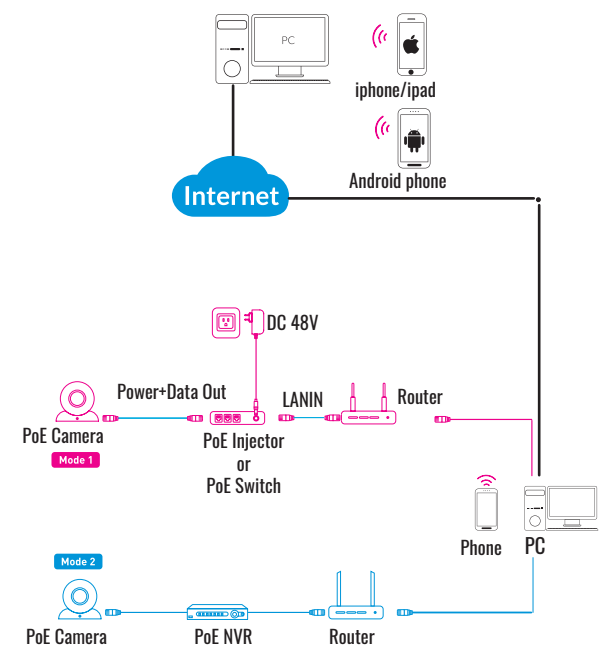 PC
iphone/ipad
Android phone
Internet
DC 48V
Power+Data Out
LANIN
Router
PoE Camera
Mode 1
PoE Injector
or
PoE Switch
Phone
PC
Mode 2
PoE Camera
PoE NVR
Router